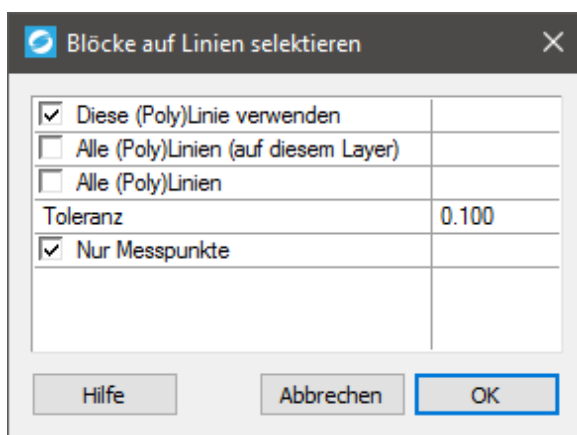 Blöcke auf Linien selektieren
Diese (Poly)Linie verwenden
Alle (Poly)Linien (auf diesem Layer)
Alle (Poly)Linien
Toleranz 0.100
Nur Messpunkte
Hilfe Abbrechen OK